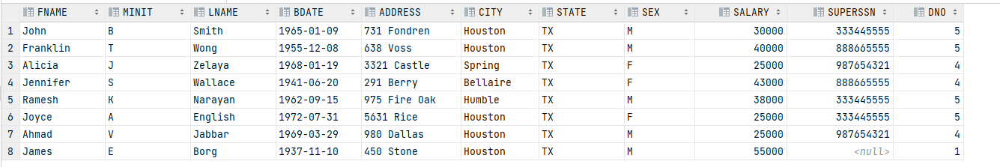 FNAME MINIT LNAME BDATE ADDRESS CITY STATE SEX SALARY SUPERSSN DNO
1 John B Smith 1965-01-09 731 Fondren Houston TX M 30000 333445555 5
2 Franklin T Wong 1955-12-08 638 Voss Houston TX M 40000 888665555 5
3 Alicia J Zelaya 1968-01-19 3321 Castle Spring TX F 25000 987654321 4
4 Jennifer S Wallace 1941-06-20 291 Berry Bellaire TX F 43000 888665555 4
5 Ramesh K Narayan 1962-09-15 975 Fire Oak Humble TX M 38000 333445555 5
6 Joyce A English 1972-07-31 5631 Rice Houston TX F 25000 333445555 5
7 Ahmad V Jabbar 1969-03-29 980 Dallas Houston TX M 25000 987654321 4
8 James E Borg 1937-11-10 450 Stone Houston TX M 55000 <null> 1